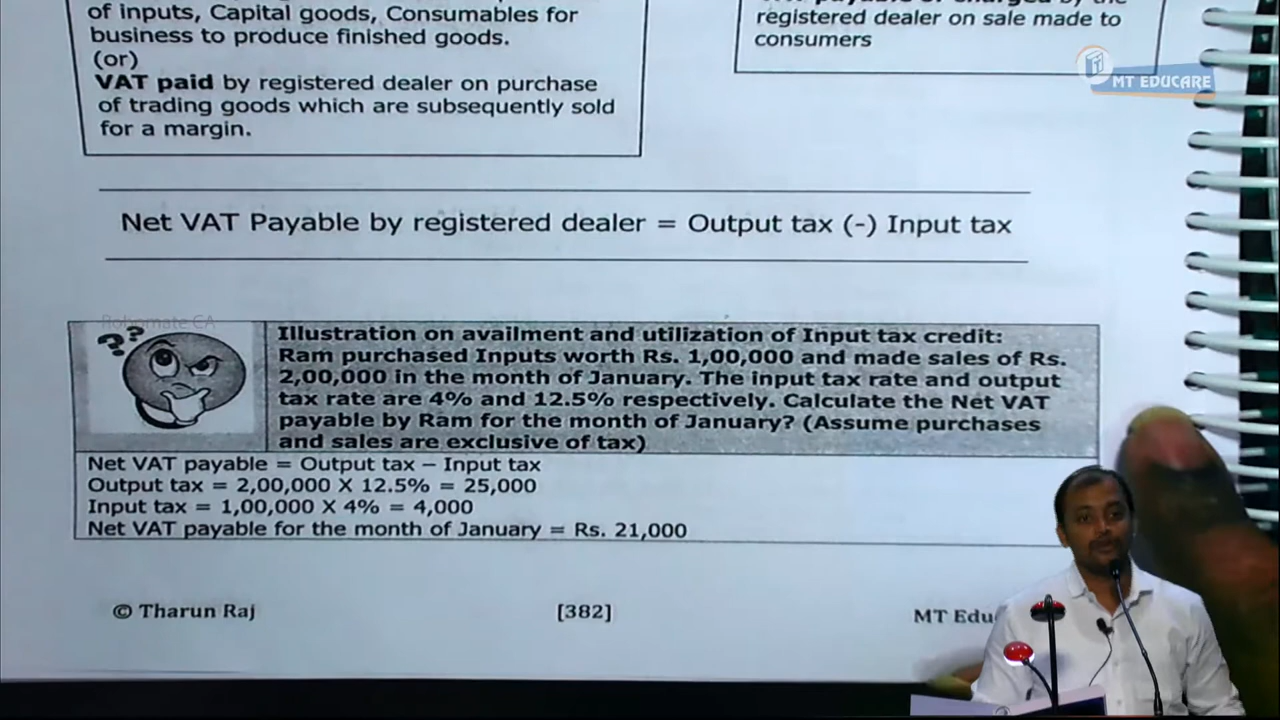 of inputs, Capital goods, Consumables for
business to produce finished goods.
(or)
VAT paid by registered dealer on purchase
of trading goods which are subsequently sold
for a margin.
registered dealer on sale made to
consumers
MT EDUCARE
Net VAT Payable by registered dealer = Output tax (-) Input tax
Robomate CA
??
?
Illustration on availment and utilization of Input tax credit:
Ram purchased Inputs worth Rs. 1,00,000 and made sales of Rs.
2,00,000 in the month of January. The input tax rate and output
tax rate are 4% and 12.5% respectively. Calculate the Net VAT
payable by Ram for the month of January? (Assume purchases
and sales are exclusive of tax)
Net VAT payable = Output tax – Input tax
Output tax = 2,00,000 X 12.5% = 25,000
Input tax = 1,00,000 X 4% = 4,000
Net VAT payable for the month of January = Rs. 21,000
© Tharun Raj [382] MT Edu